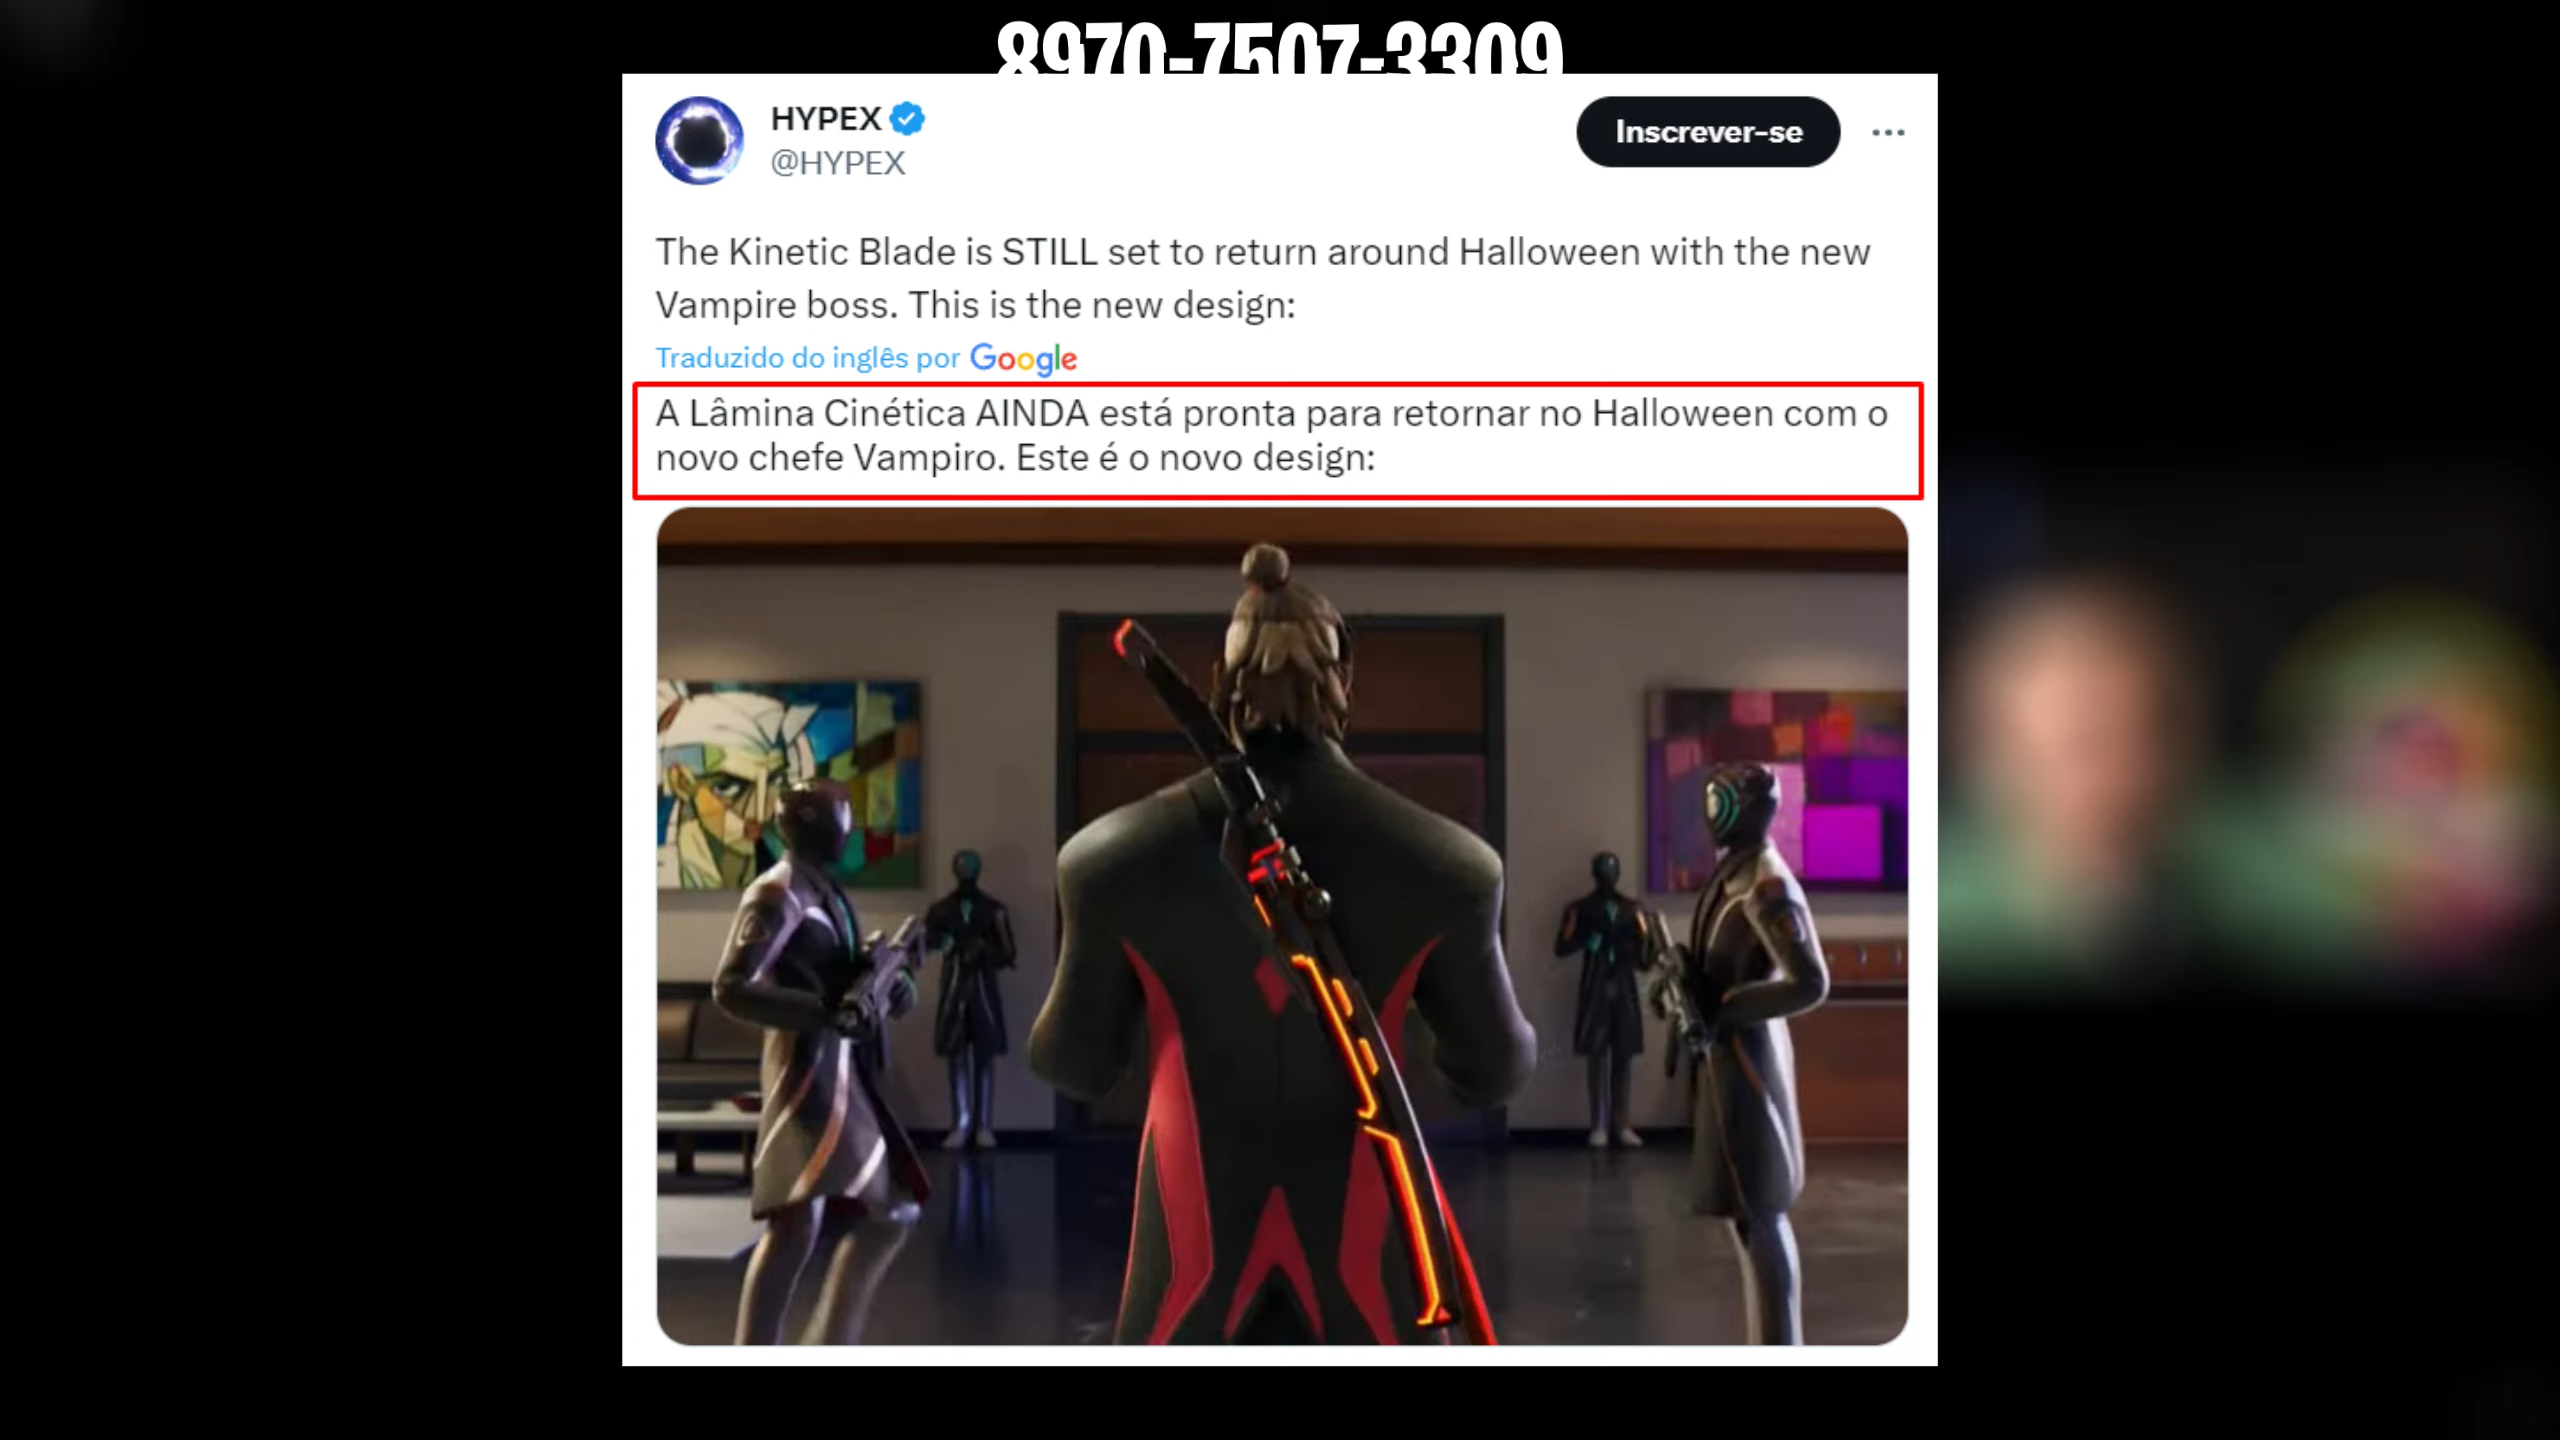 8970-7507-3309
HYPEX
@HYPEX
Inscrever-se
The Kinetic Blade is STILL set to return around Halloween with the new
Vampire boss. This is the new design:
Traduzido do inglês por Google
A Lâmina Cinética AINDA está pronta para retornar no Halloween com o
novo chefe Vampiro. Este é o novo design: